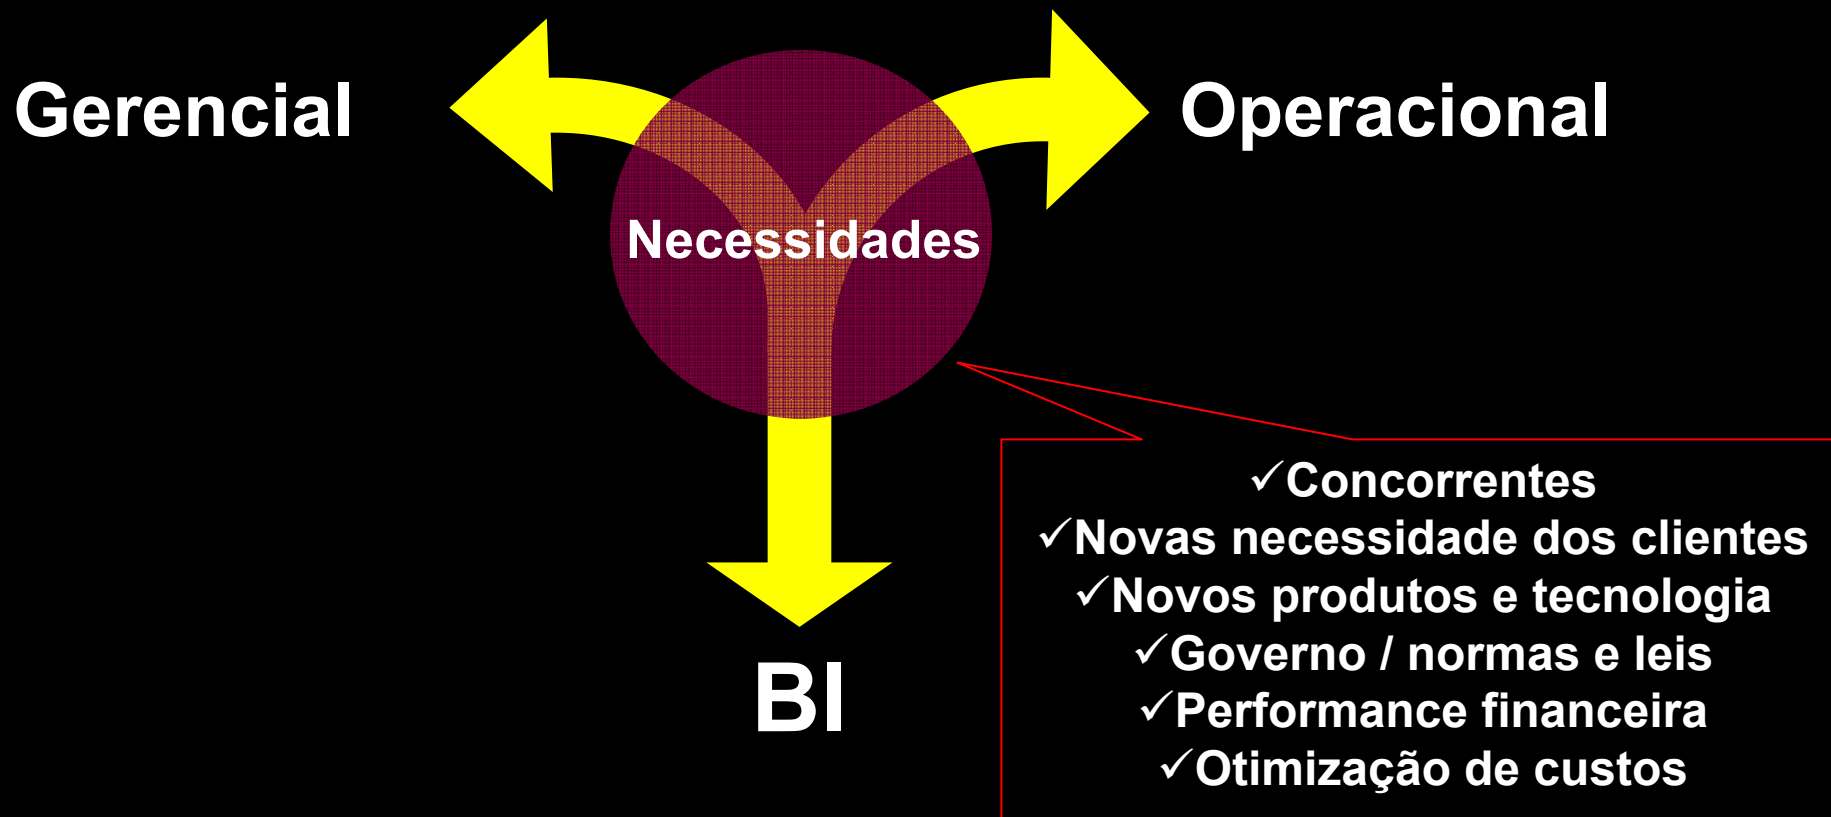 Gerencial
Operacional
Necessidades
✓Concorrentes
✓Novas necessidade dos clientes
✓Novos produtos e tecnologia
✓Governo / normas e leis
✓Performance financeira
✓Otimização de custos
BI